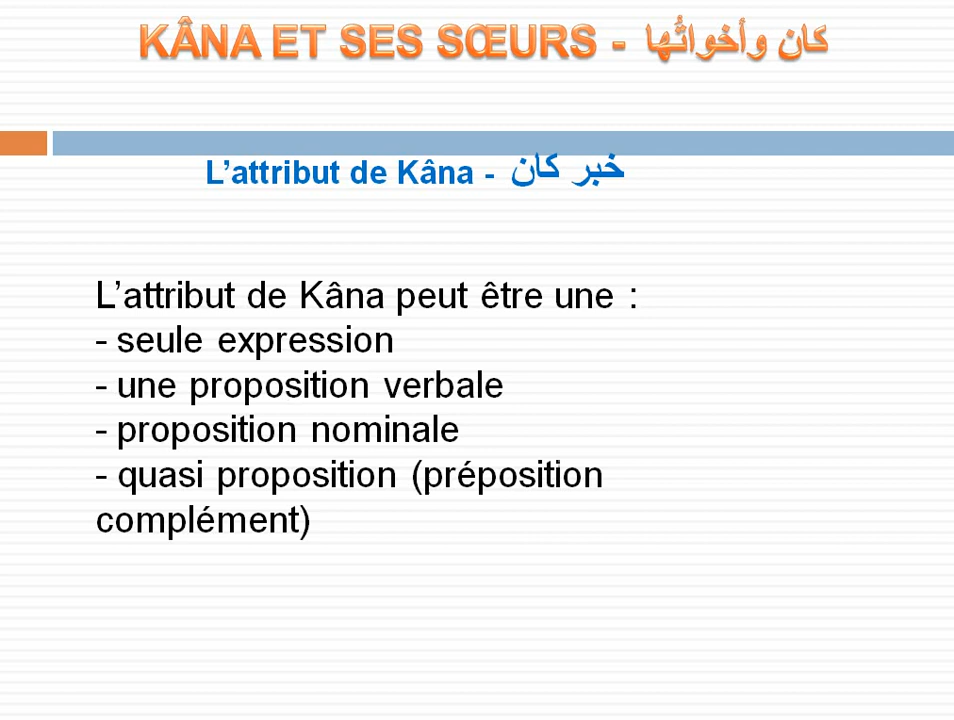 KÂNA ET SES SŒURS - كان وأخواتُها
L’attribut de Kâna - خبر كان
L’attribut de Kâna peut être une :
- seule expression
- une proposition verbale
- proposition nominale
- quasi proposition (préposition
complément)